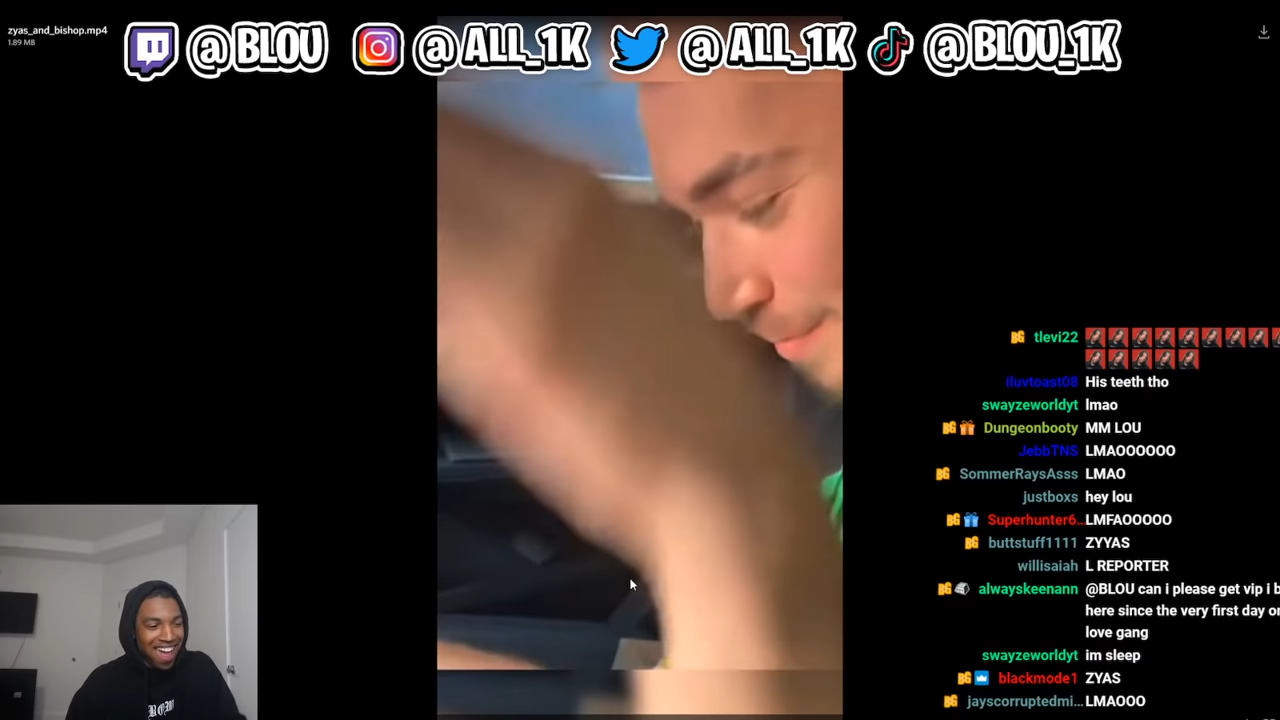 zyas_and_bishop.mp4
1.89 MB
@BLOU @ALL_1K @ALL_1K @BLOU_1K
tlevi22
iluvtoast08 His teeth tho
swayzeworldyt lmao
Dungeonbooty MM LOU
JebbTNS LMAOOOOOO
SommerRaysAsss LMAO
justboxs hey lou
Superhunter6... LMFAOOOOO
buttstuff1111 ZYYAS
willisaiah L REPORTER
alwayskeenann @BLOU can i please get vip i b
here since the very first day
love gang
swayzeworldyt im sleep
blackmode1 ZYAS
jayscorruptedmi... LMAOOO